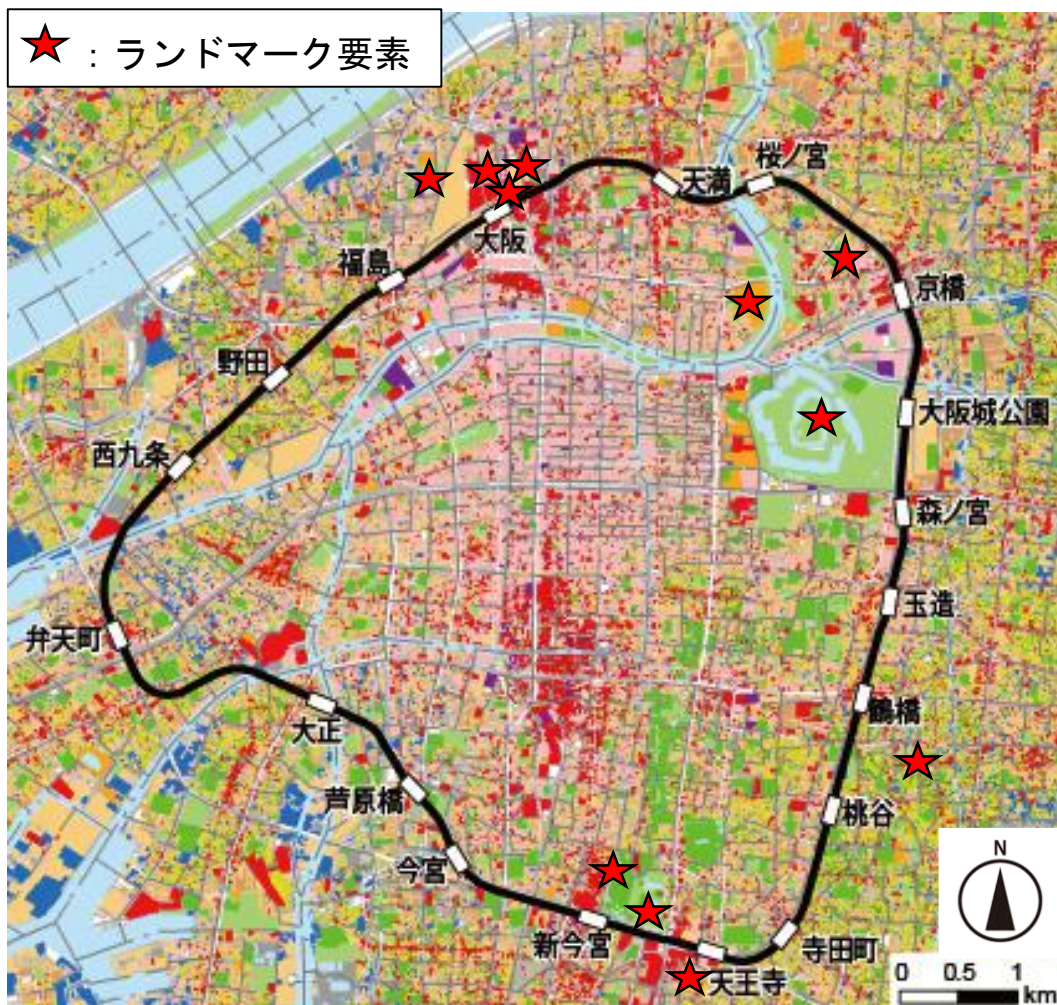 ：ランドマーク要素
桜ノ宮
天満
大阪
福島
京橋
野田
大阪城公園
西九条
森ノ宮
玉造
弁天町
鶴橋
大正
芦原橋
桃谷
N
今宮
新今宮
寺田町
天王寺
0 0.5 1
km